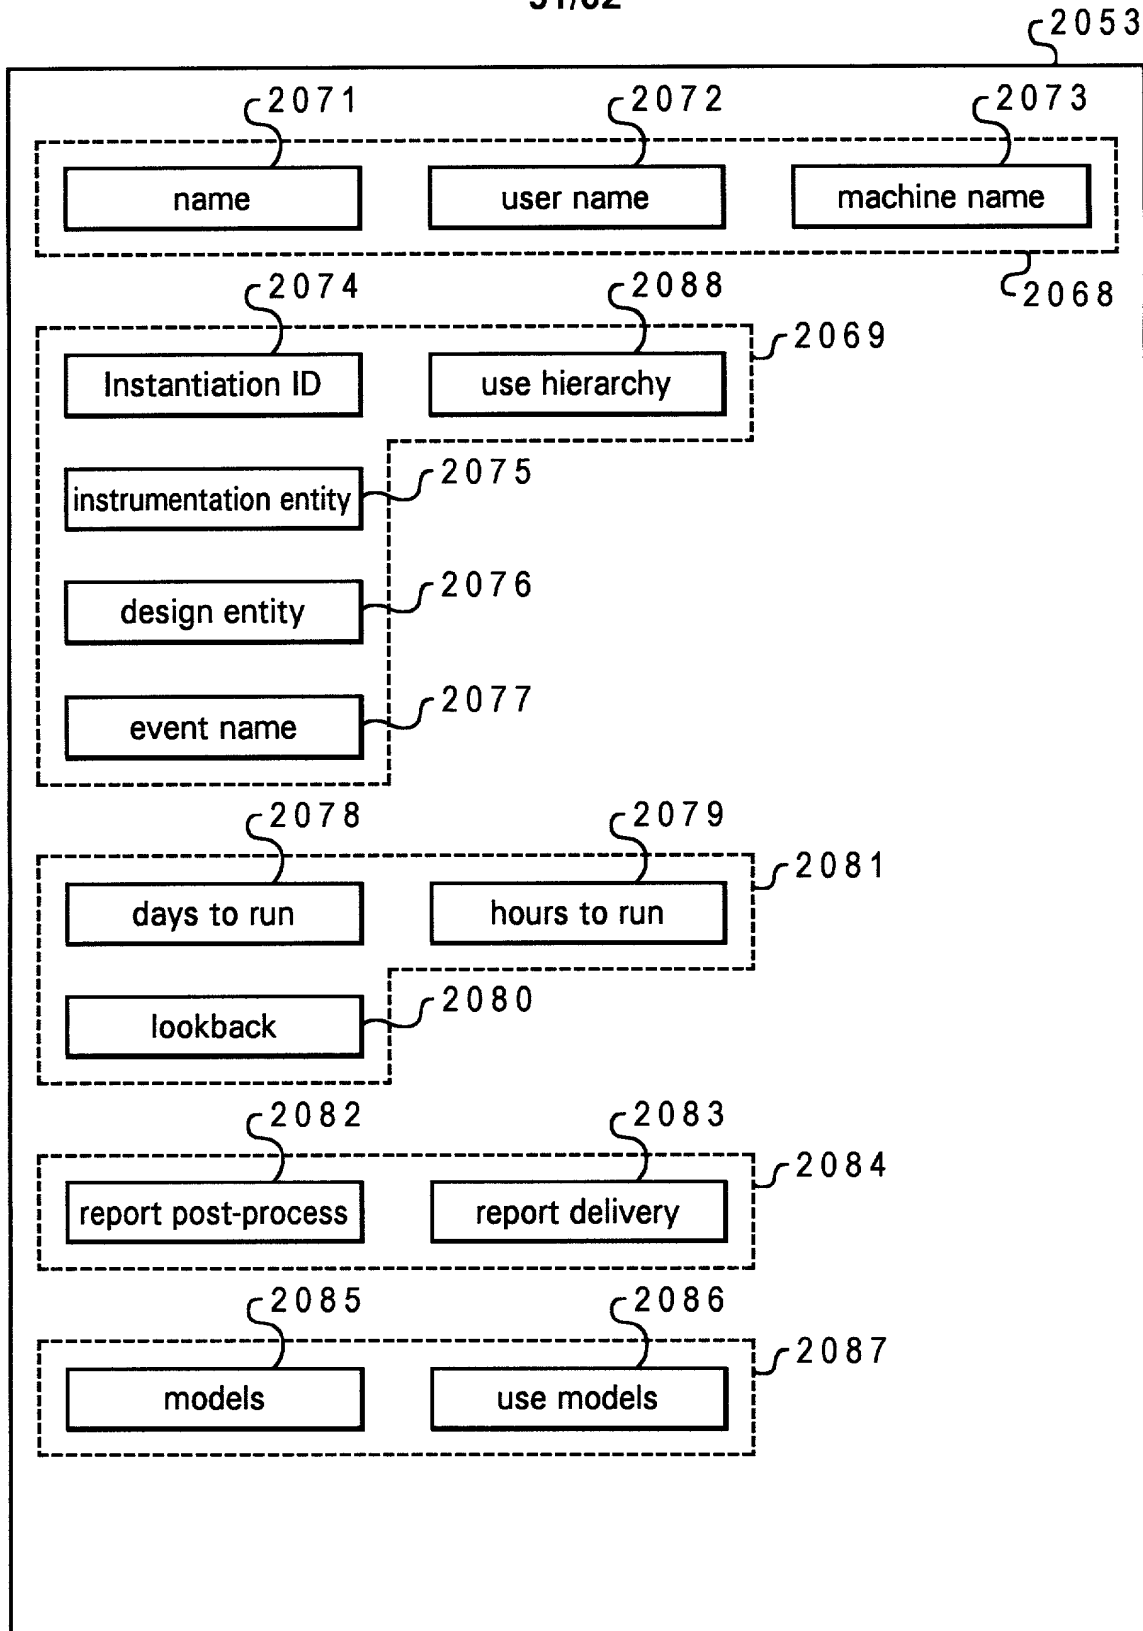 2053
2071 2072 2073
name user name machine name
2068
2074 2088
2069
Instantiation ID use hierarchy
2075
instrumentation entity
2076
design entity
2077
event name
2078 2079
2081
days to run hours to run
2080
lookback
2082 2083
2084
report post-process report delivery
2085 2086
2087
models use models